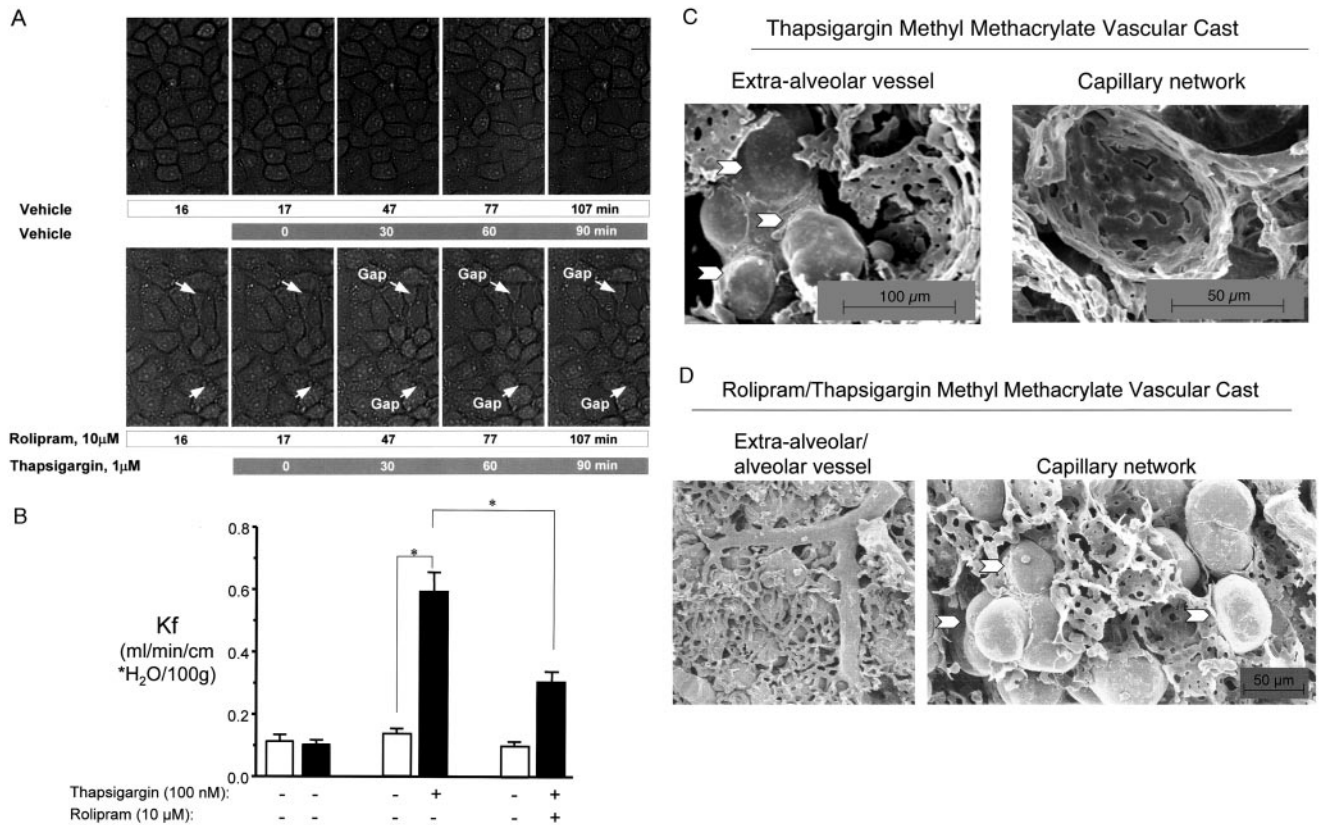 A
Vehicle 16 17 47 77 107 min
Vehicle 0 30 60 90 min
Gap Gap Gap
Gap Gap Gap
Rolipram, 10µM 16 17 47 77 107 min
Thapsigargin, 1µM 0 30 60 90 min
B
Kf
(ml/min/cm
*H₂O/100g)
0.8
0.6
0.4
0.2
0.0
*
*
Thapsigargin (100 nM): - - - + - +
Rolipram (10 µM): - - - - - +
C
Thapsigargin Methyl Methacrylate Vascular Cast
Extra-alveolar vessel
Capillary network
100 µm
50 µm
D
Rolipram/Thapsigargin Methyl Methacrylate Vascular Cast
Extra-alveolar/
alveolar vessel
Capillary network
50 µm